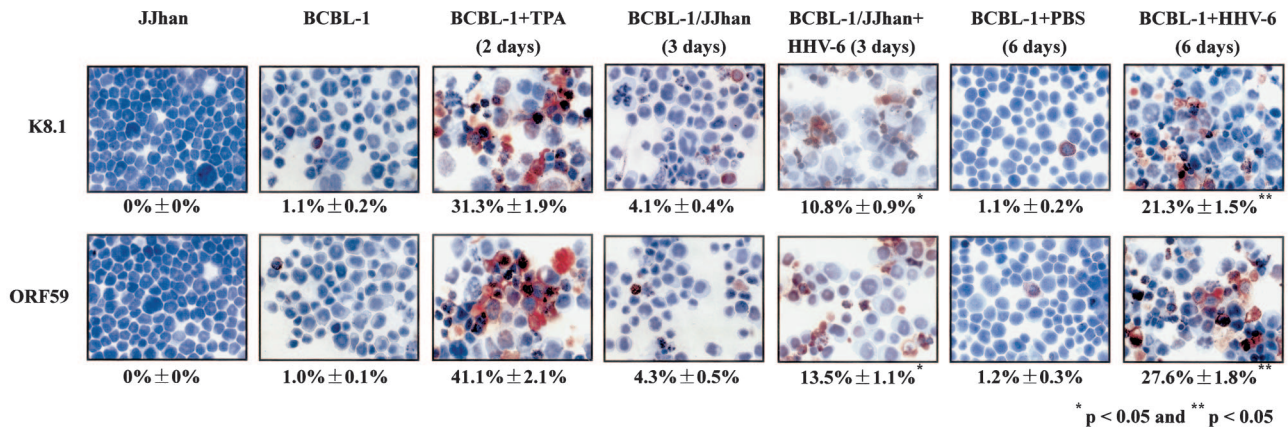 JJhan BCBL-1 BCBL-1+TPA BCBL-1/JJhan BCBL-1/JJhan+ BCBL-1+PBS BCBL-1+HHV-6
(2 days) (3 days) HHV-6 (3 days) (6 days) (6 days)
K8.1
0%±0% 1.1%±0.2% 31.3%±1.9% 4.1%±0.4% 10.8%±0.9%* 1.1%±0.2% 21.3%±1.5%**
ORF59
0%±0% 1.0%±0.1% 41.1%±2.1% 4.3%±0.5% 13.5%±1.1%* 1.2%±0.3% 27.6%±1.8%**
* p < 0.05 and ** p < 0.05